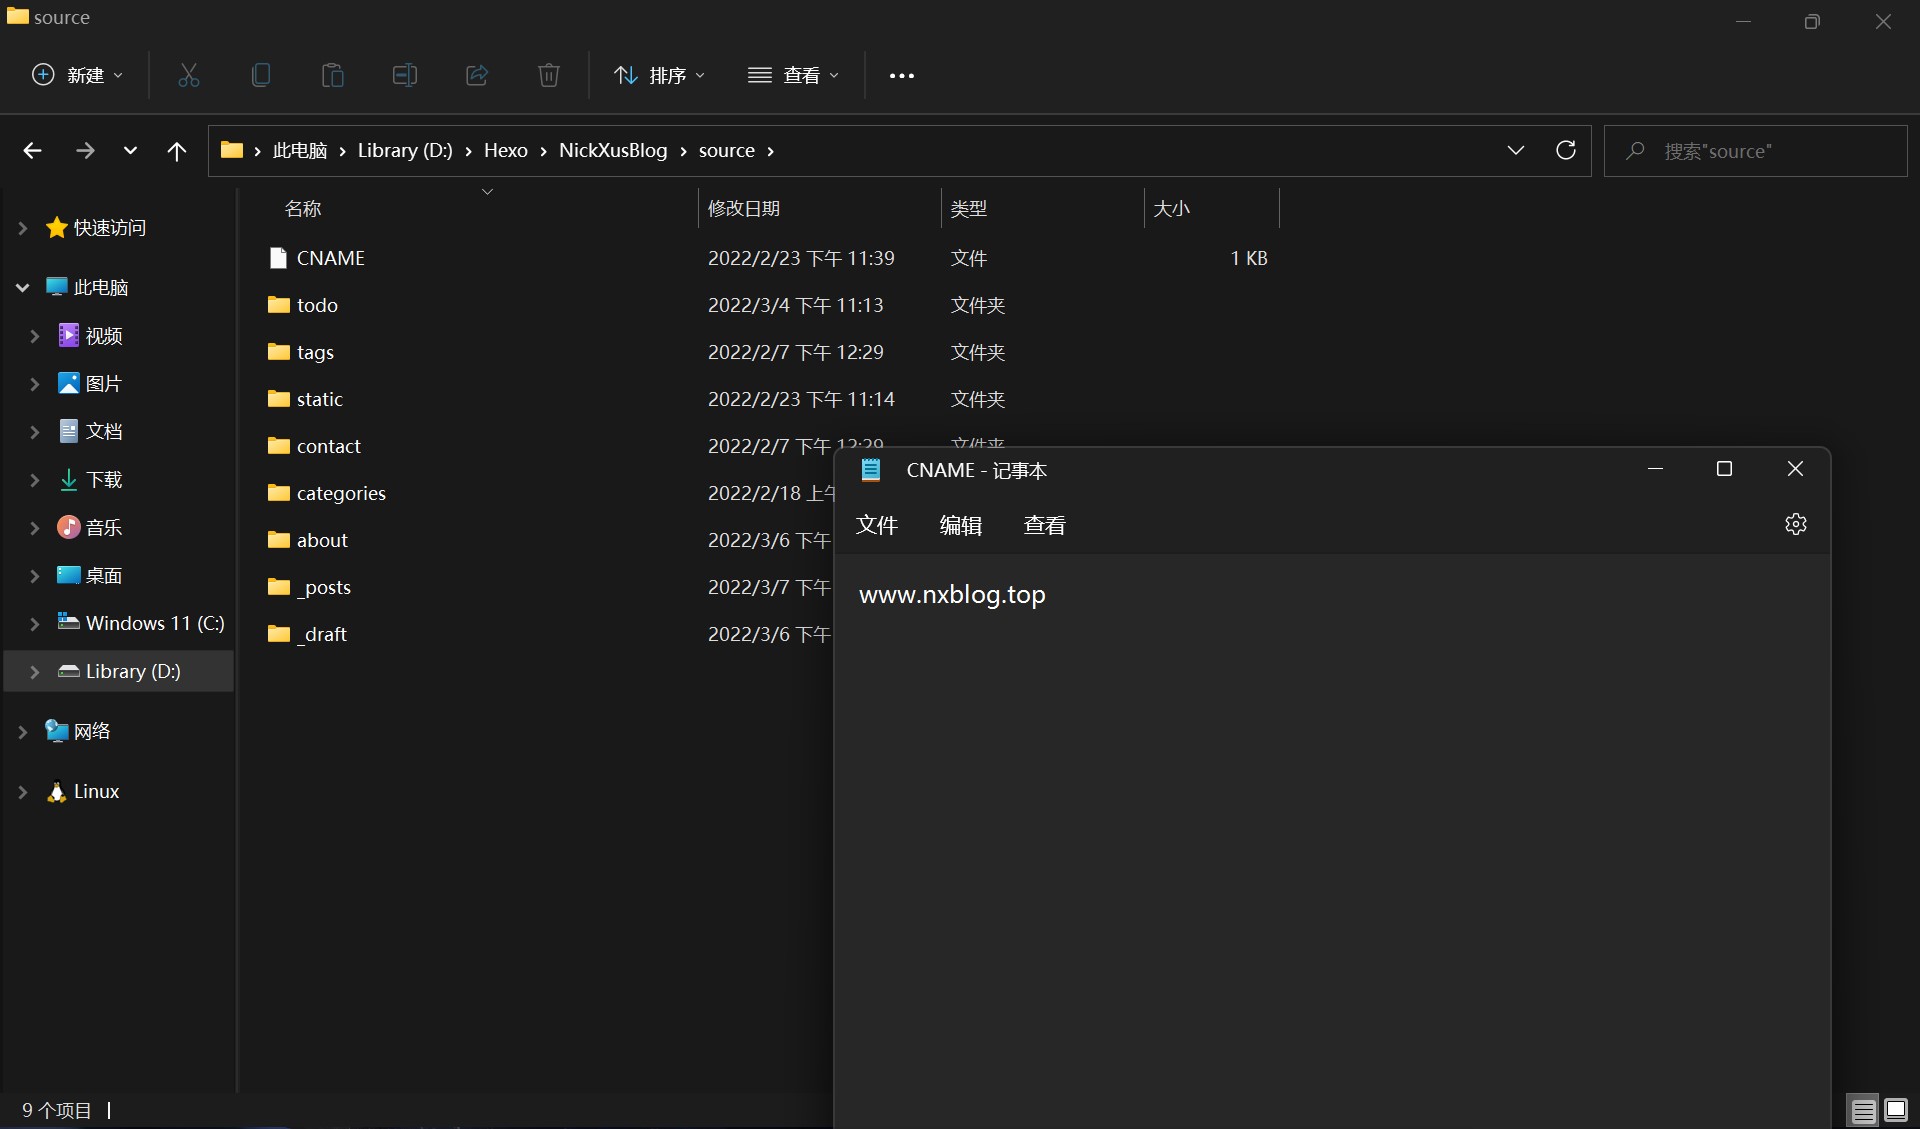 source
新建
排序
查看
此电脑 Library (D:) Hexo NickXusBlog source
搜索"source"
名称 修改日期 类型 大小
CNAME 2022/2/23 下午 11:39 文件 1 KB
todo 2022/3/4 下午 11:13 文件夹
tags 2022/2/7 下午 12:29 文件夹
static 2022/2/23 下午 11:14 文件夹
contact 2022/2/7 下午 12:29 文件夹
categories 2022/2/18 上午
about 2022/3/6 下午
_posts 2022/3/7 下午
_draft 2022/3/6 下午
快速访问
此电脑
视频
图片
文档
下载
音乐
桌面
Windows 11 (C:)
Library (D:)
网络
Linux
9 个项目
CNAME - 记事本
文件 编辑 查看
www.nxblog.top